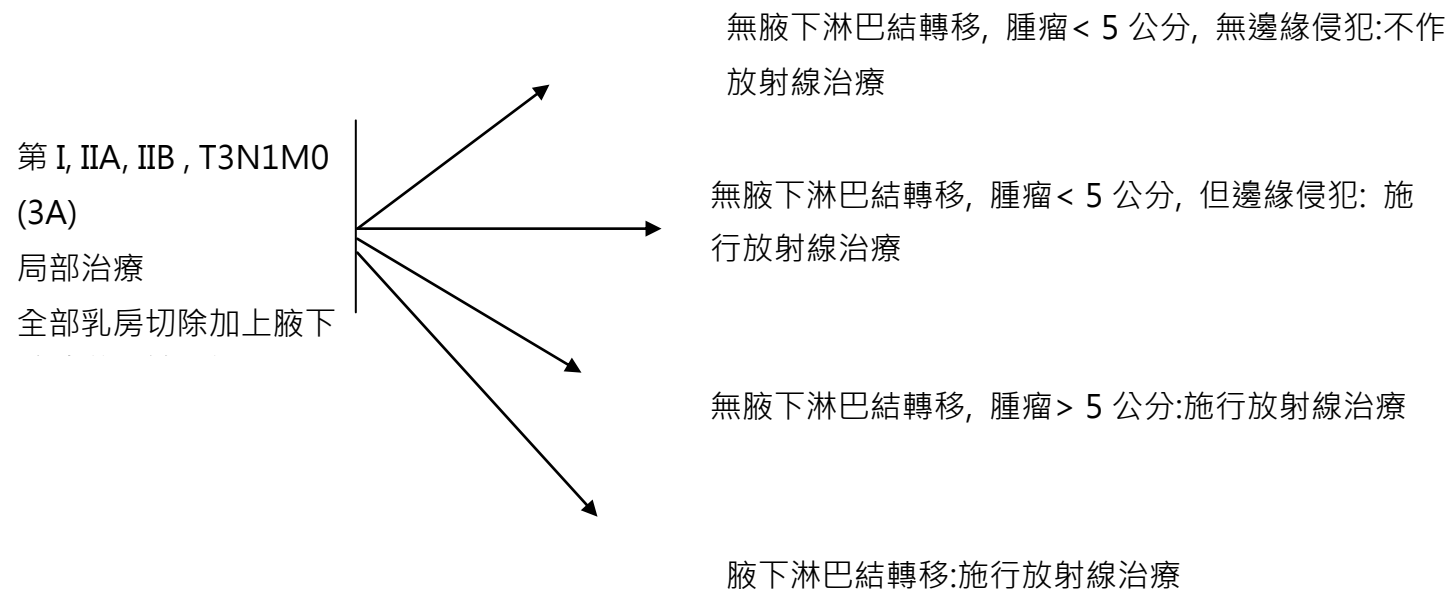 第 I, IIA, IIB , T3N1M0
(3A)
局部治療
全部乳房切除加上腋下
無腋下淋巴結轉移, 腫瘤< 5 公分, 無邊緣侵犯:不作
放射線治療
無腋下淋巴結轉移, 腫瘤< 5 公分, 但邊緣侵犯: 施
行放射線治療
無腋下淋巴結轉移, 腫瘤> 5 公分:施行放射線治療
腋下淋巴結轉移:施行放射線治療